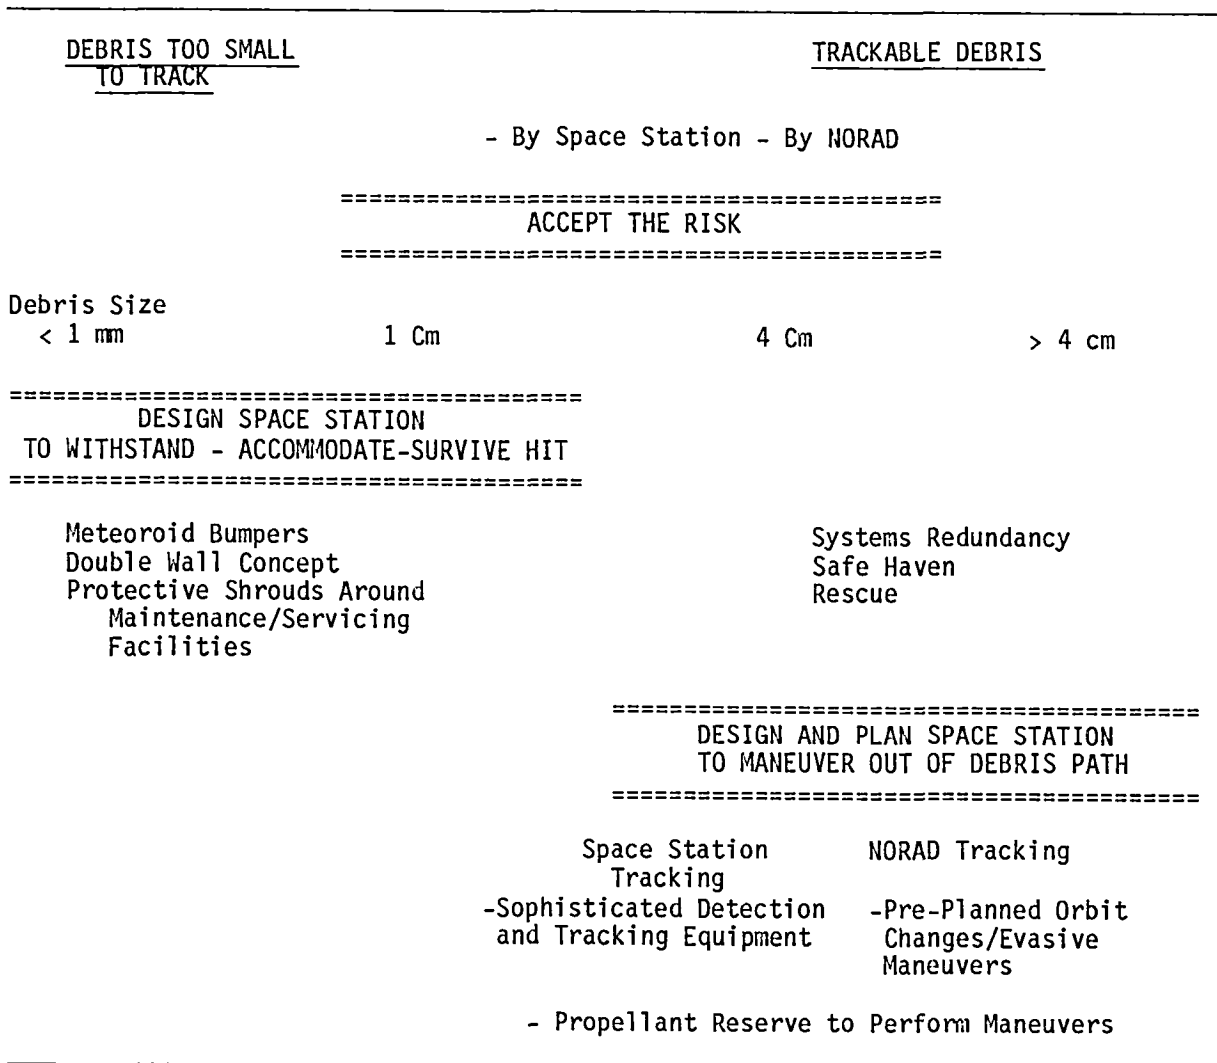 DEBRIS TOO SMALL TRACKABLE DEBRIS
TO TRACK
- By Space Station - By NORAD
==========================================
ACCEPT THE RISK
==========================================
Debris Size
< 1 mm 1 Cm 4 Cm > 4 cm
========================================
DESIGN SPACE STATION
TO WITHSTAND - ACCOMMODATE-SURVIVE HIT
========================================
Meteoroid Bumpers Systems Redundancy
Double Wall Concept Safe Haven
Protective Shrouds Around Rescue
Maintenance/Servicing
Facilities
=========================================
DESIGN AND PLAN SPACE STATION
TO MANEUVER OUT OF DEBRIS PATH
=========================================
Space Station NORAD Tracking
Tracking
-Sophisticated Detection -Pre-Planned Orbit
and Tracking Equipment Changes/Evasive
Maneuvers
- Propellant Reserve to Perform Maneuvers